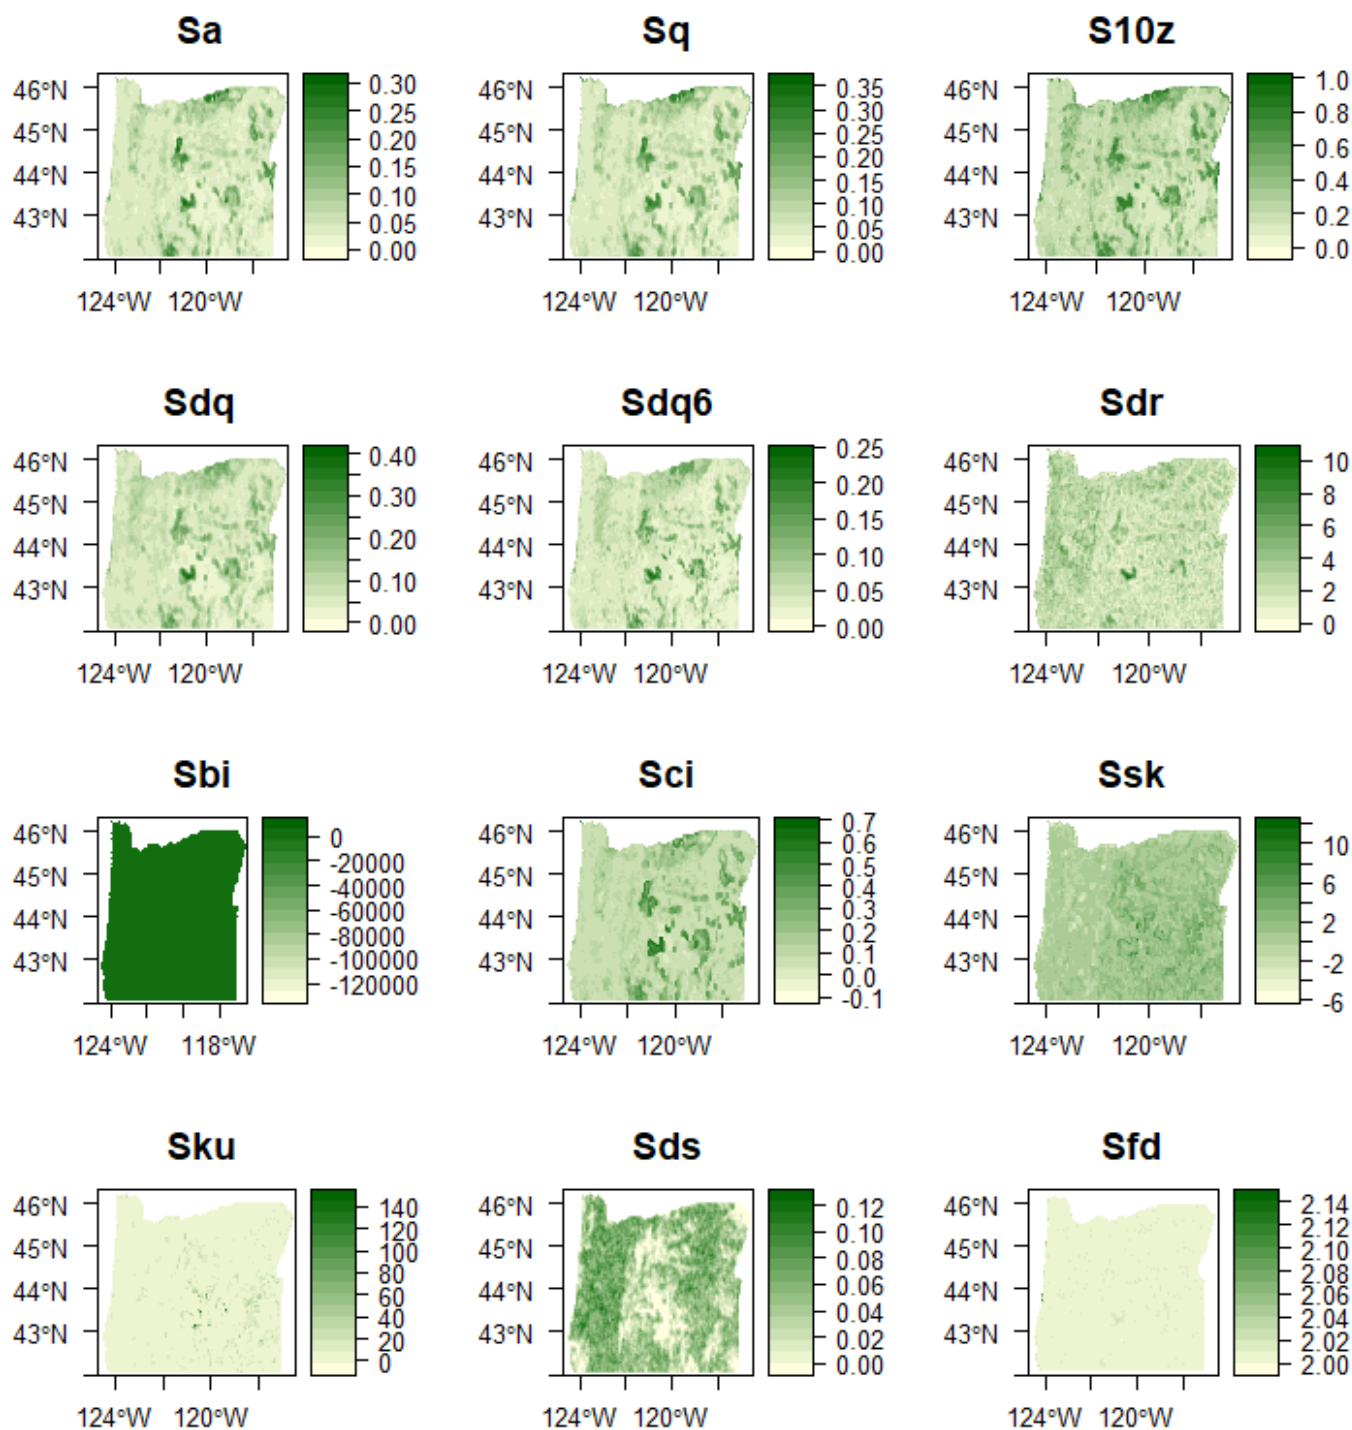 Sa
46°N
45°N
44°N
43°N
124°W 120°W
0.30
0.25
0.20
0.15
0.10
0.05
0.00
Sq
46°N
45°N
44°N
43°N
124°W 120°W
0.35
0.30
0.25
0.20
0.15
0.10
0.05
0.00
S10z
46°N
45°N
44°N
43°N
124°W 120°W
1.0
0.8
0.6
0.4
0.2
0.0
Sdq
46°N
45°N
44°N
43°N
124°W 120°W
0.40
0.30
0.20
0.10
0.00
Sdq6
46°N
45°N
44°N
43°N
124°W 120°W
0.25
0.20
0.15
0.10
0.05
0.00
Sdr
46°N
45°N
44°N
43°N
124°W 120°W
10
8
6
4
2
0
Sbi
46°N
45°N
44°N
43°N
124°W 118°W
0
-20000
-40000
-60000
-80000
-100000
-120000
Sci
46°N
45°N
44°N
43°N
124°W 120°W
0.7
0.6
0.5
0.4
0.3
0.2
0.1
0.0
-0.1
Ssk
46°N
45°N
44°N
43°N
124°W 120°W
10
6
2
-2
-6
Sku
46°N
45°N
44°N
43°N
124°W 120°W
140
120
100
80
60
40
20
0
Sds
46°N
45°N
44°N
43°N
124°W 120°W
0.12
0.10
0.08
0.06
0.04
0.02
0.00
Sfd
46°N
45°N
44°N
43°N
124°W 120°W
2.14
2.12
2.10
2.08
2.06
2.04
2.02
2.00